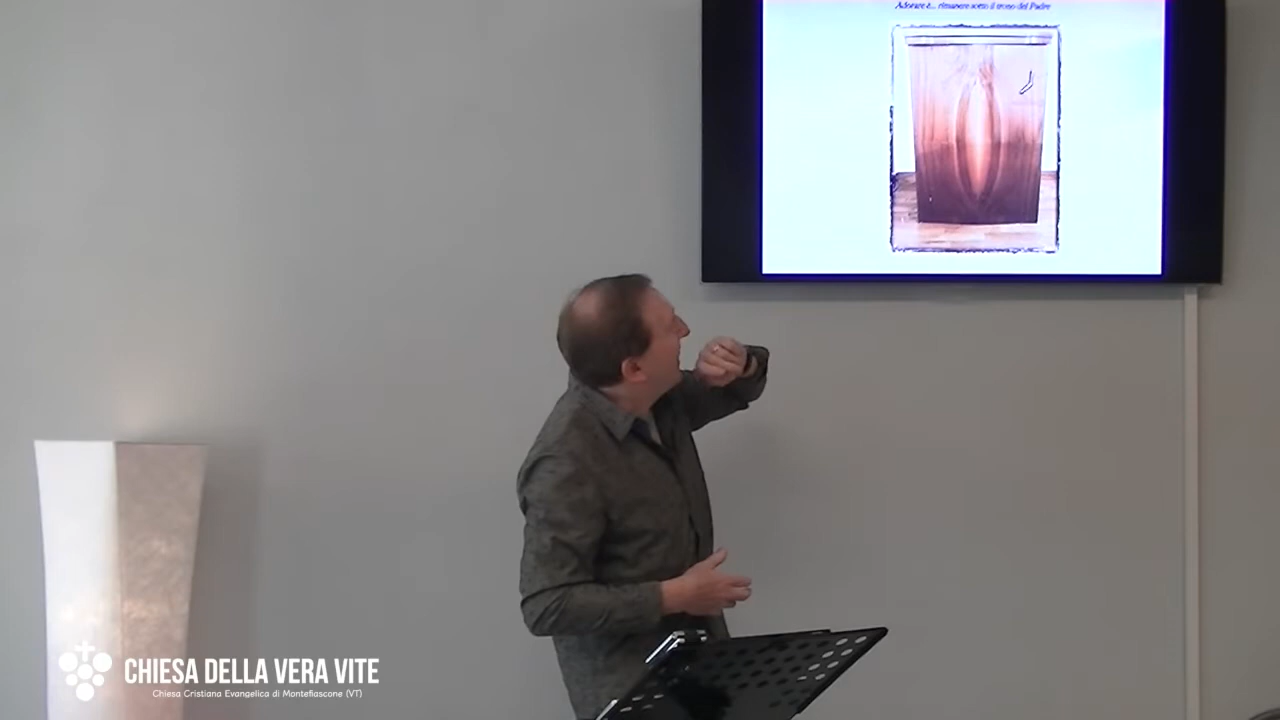 Adorare è... rimanere sotto il trono del Padre
CHIESA DELLA VERA VITE
Chiesa Cristiana Evangelica di Montefiascone (VT)